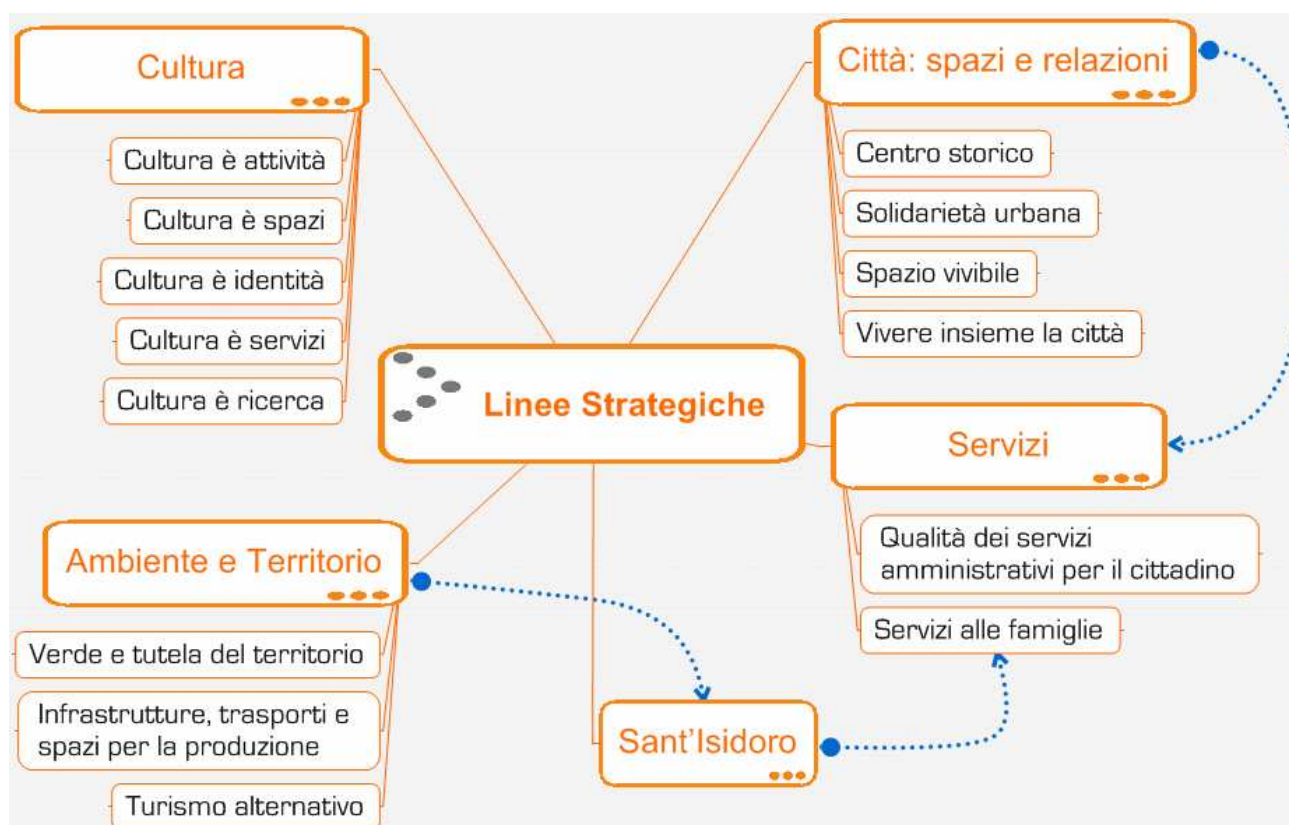 Cultura
Cultura è attività
Cultura è spazi
Cultura è identità
Cultura è servizi
Cultura è ricerca
Città: spazi e relazioni
Centro storico
Solidarietà urbana
Spazio vivibile
Vivere insieme la città
Linee Strategiche
Servizi
Qualità dei servizi
amministrativi per il cittadino
Servizi alle famiglie
Ambiente e Territorio
Verde e tutela del territorio
Infrastrutture, trasporti e
spazi per la produzione
Turismo alternativo
Sant'Isidoro